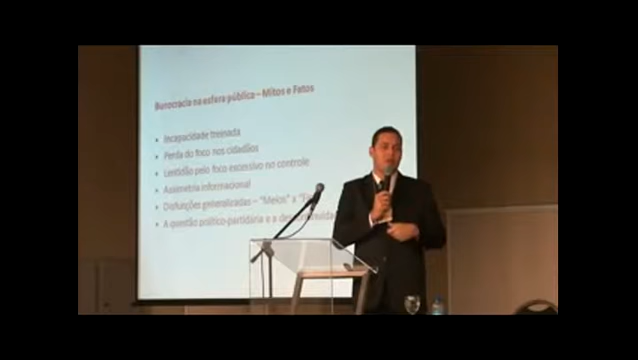 Burocracia na esfera pública – Mitos e Fatos
• Incapacidade treinada
• Perda do foco nos cidadãos
• Lentidão pelo foco excessivo no controle
• Assimetria informacional
• Disfunções generalizadas – "Meios" x
• A questão político-partidária e a